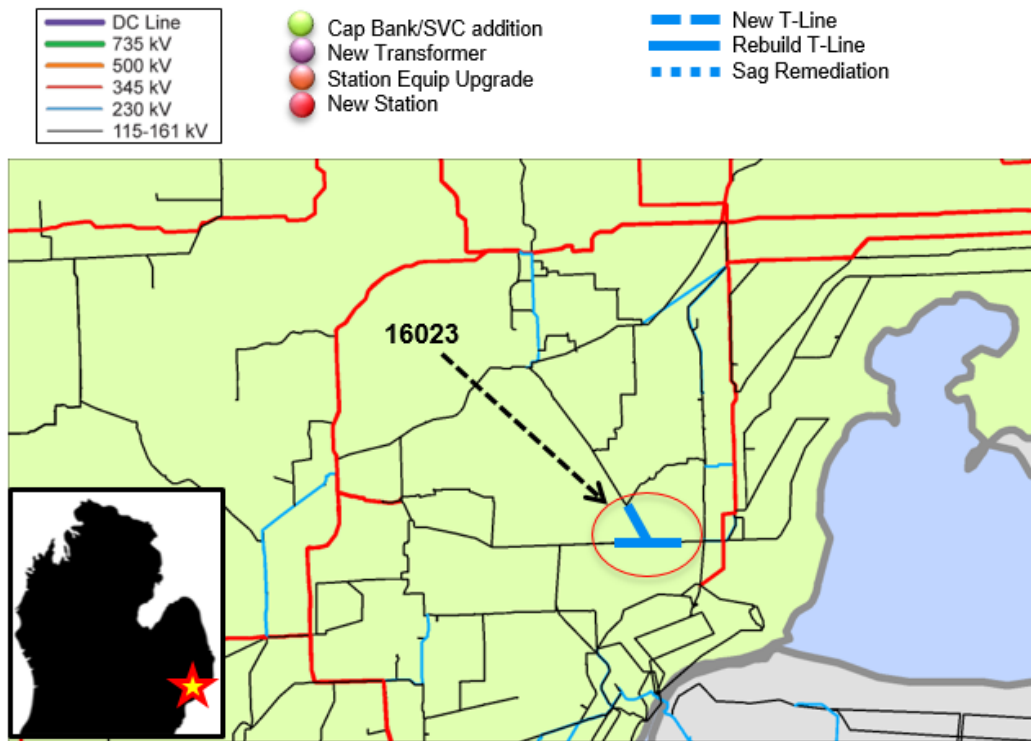 DC Line
735 kV
500 kV
345 kV
230 kV
115-161 kV
Cap Bank/SVC addition
New Transformer
Station Equip Upgrade
New Station
New T-Line
Rebuild T-Line
Sag Remediation
16023